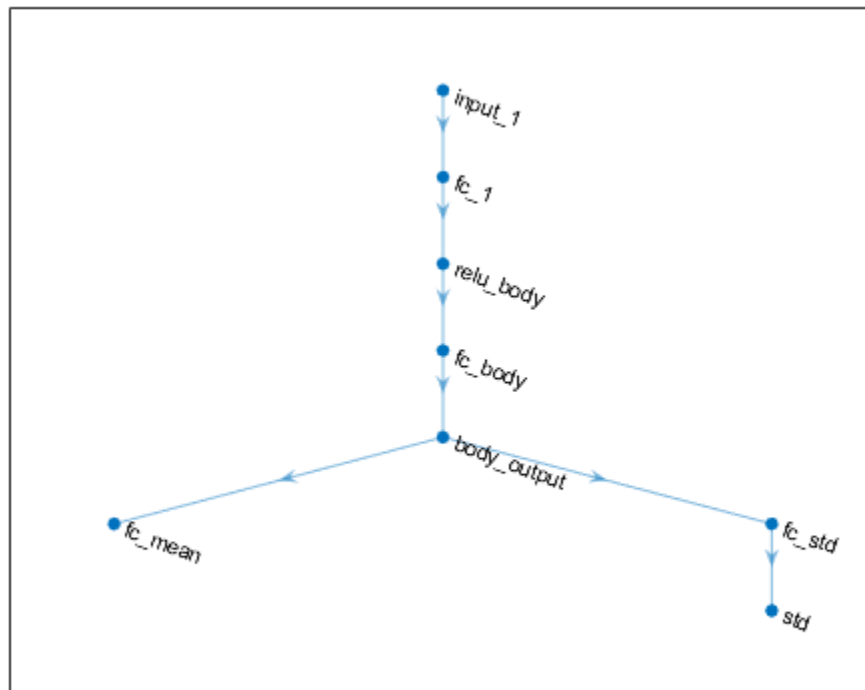 input_1
fc_1
relu_body
fc_body
body_output
fc_mean
fc_std
std